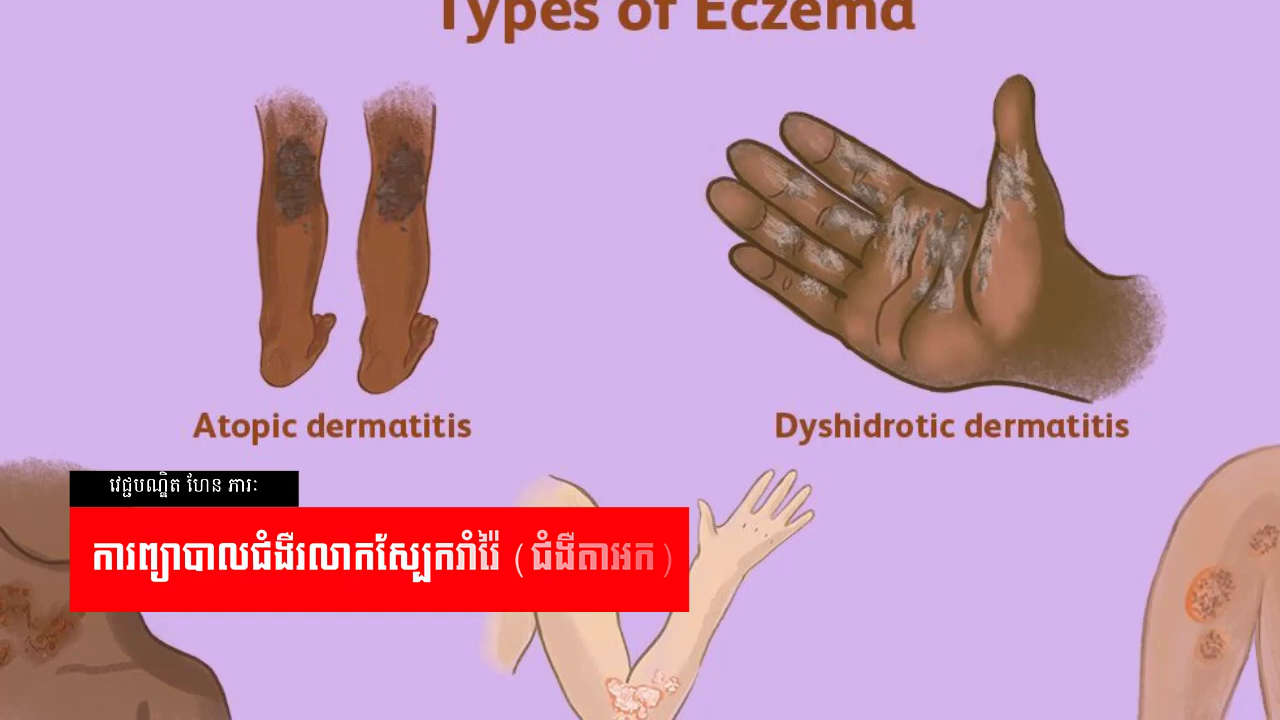 Types of Eczema
Atopic dermatitis
Dyshidrotic dermatitis
វេជ្ជបណ្ឌិត ហែន ភារៈ
ការព្យាបាលជំងឺរលាកស្បែករាំរ៉ៃ (ជំងឺតាអក)